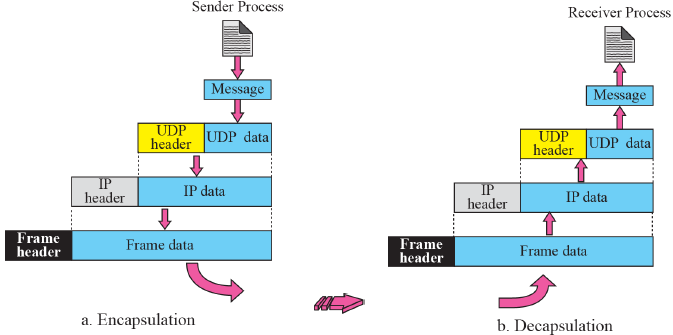 Sender Process
Message
UDP
header
UDP data
IP
header
IP data
Frame
header
Frame data
a. Encapsulation
Receiver Process
Message
UDP
header
UDP data
IP
header
IP data
Frame
header
Frame data
b. Decapsulation